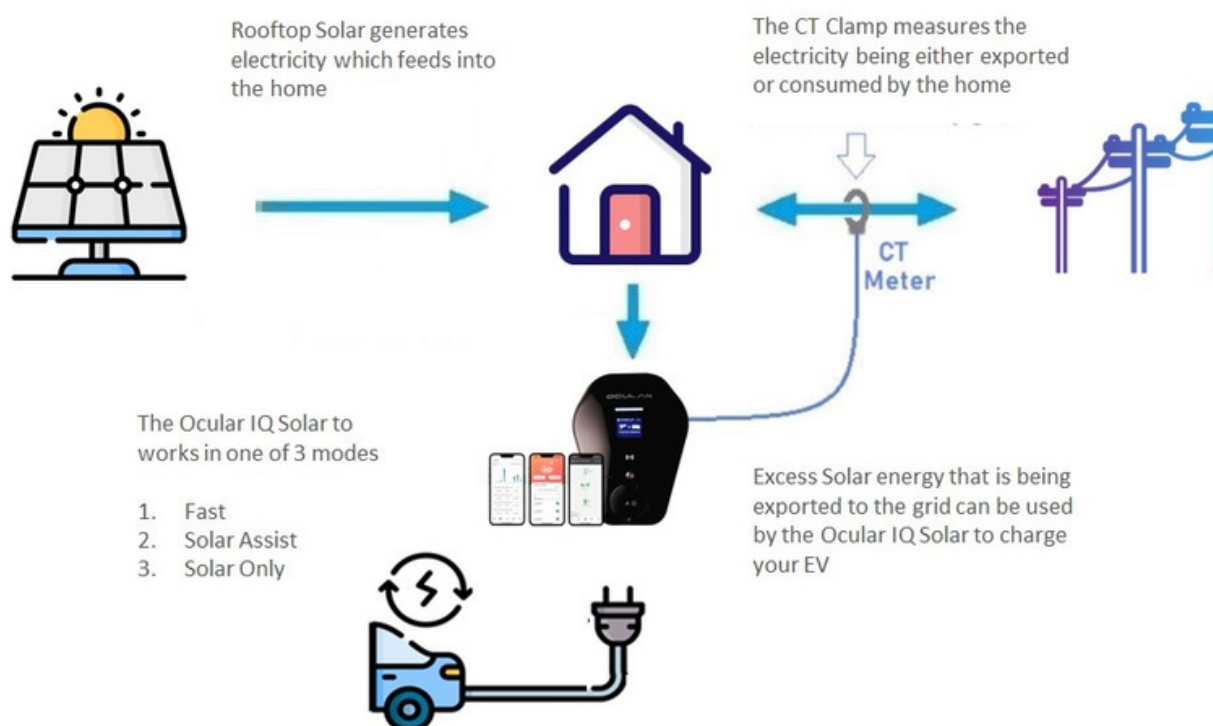 Rooftop Solar generates
electricity which feeds into
the home
The CT Clamp measures the
electricity being either exported
or consumed by the home
CT
Meter
OCULAR
The Ocular IQ Solar to
works in one of 3 modes
1. Fast
2. Solar Assist
3. Solar Only
Excess Solar energy that is being
exported to the grid can be used
by the Ocular IQ Solar to charge
your EV